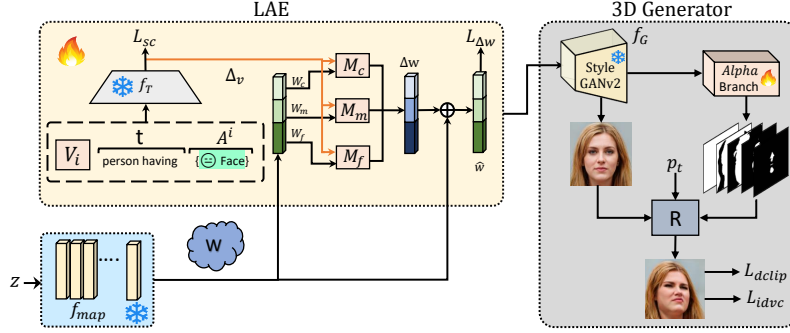 LAE
3D Generator
L_sc
f_T
Δ_v
V_i
t
A^i
person having
{😐 Face}
W_c
W_m
W_f
M_c
M_m
M_f
Δw
L_Δw
ŵ
f_G
Style
GANv2
Alpha
Branch
p_t
R
L_dclip
L_idvc
W
z
....
f_map